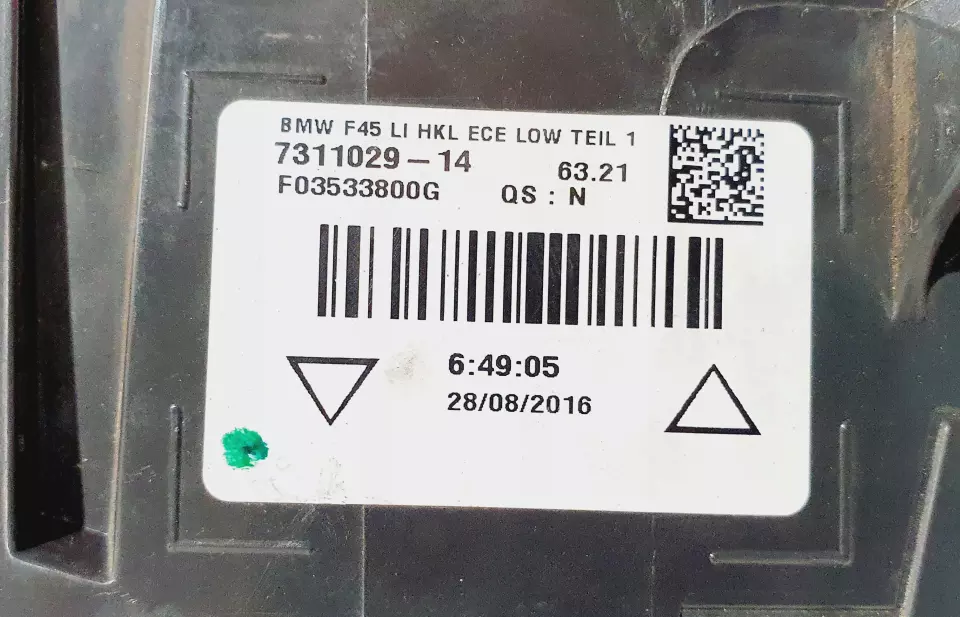 BMW F45 LI HKL ECE LOW TEIL 1
7311029-14 63.21
F03533800G QS : N
6:49:05
28/08/2016